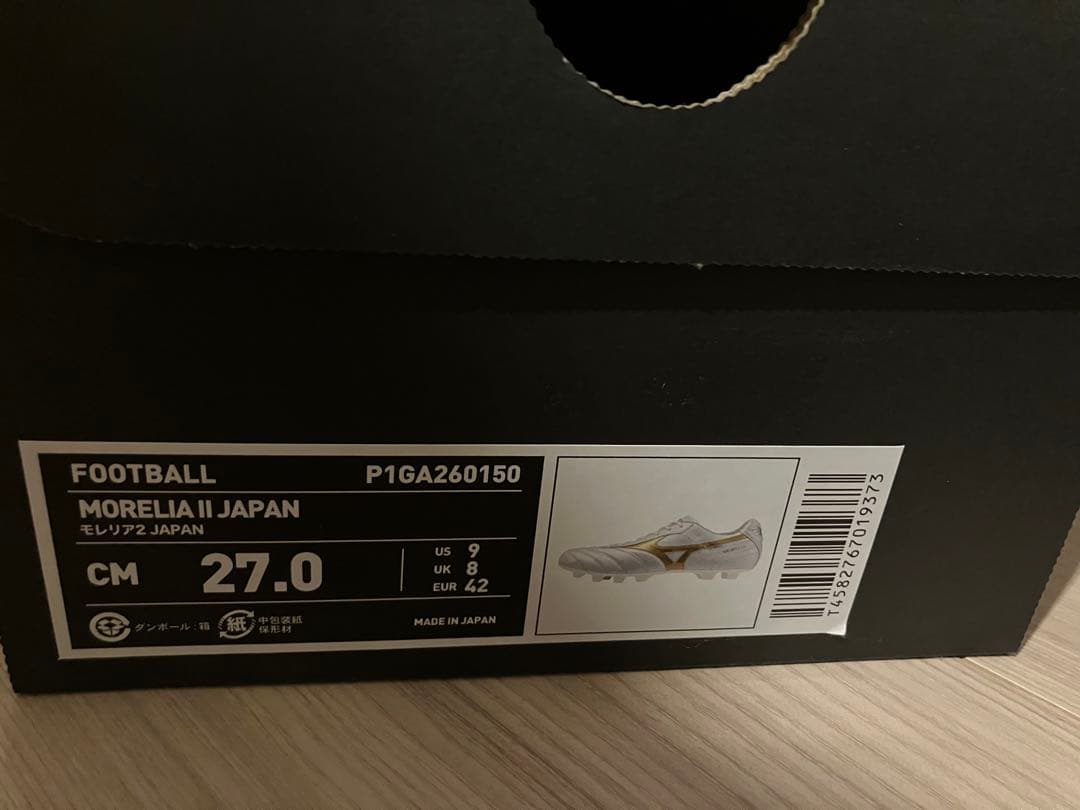 FOOTBALL P1GA260150
MORELIA II JAPAN
モレリア2 JAPAN
CM 27.0
US 9
UK 8
EUR 42
ダンボール:箱
紙 中包装紙
保形材
MADE IN JAPAN
T4582767019373